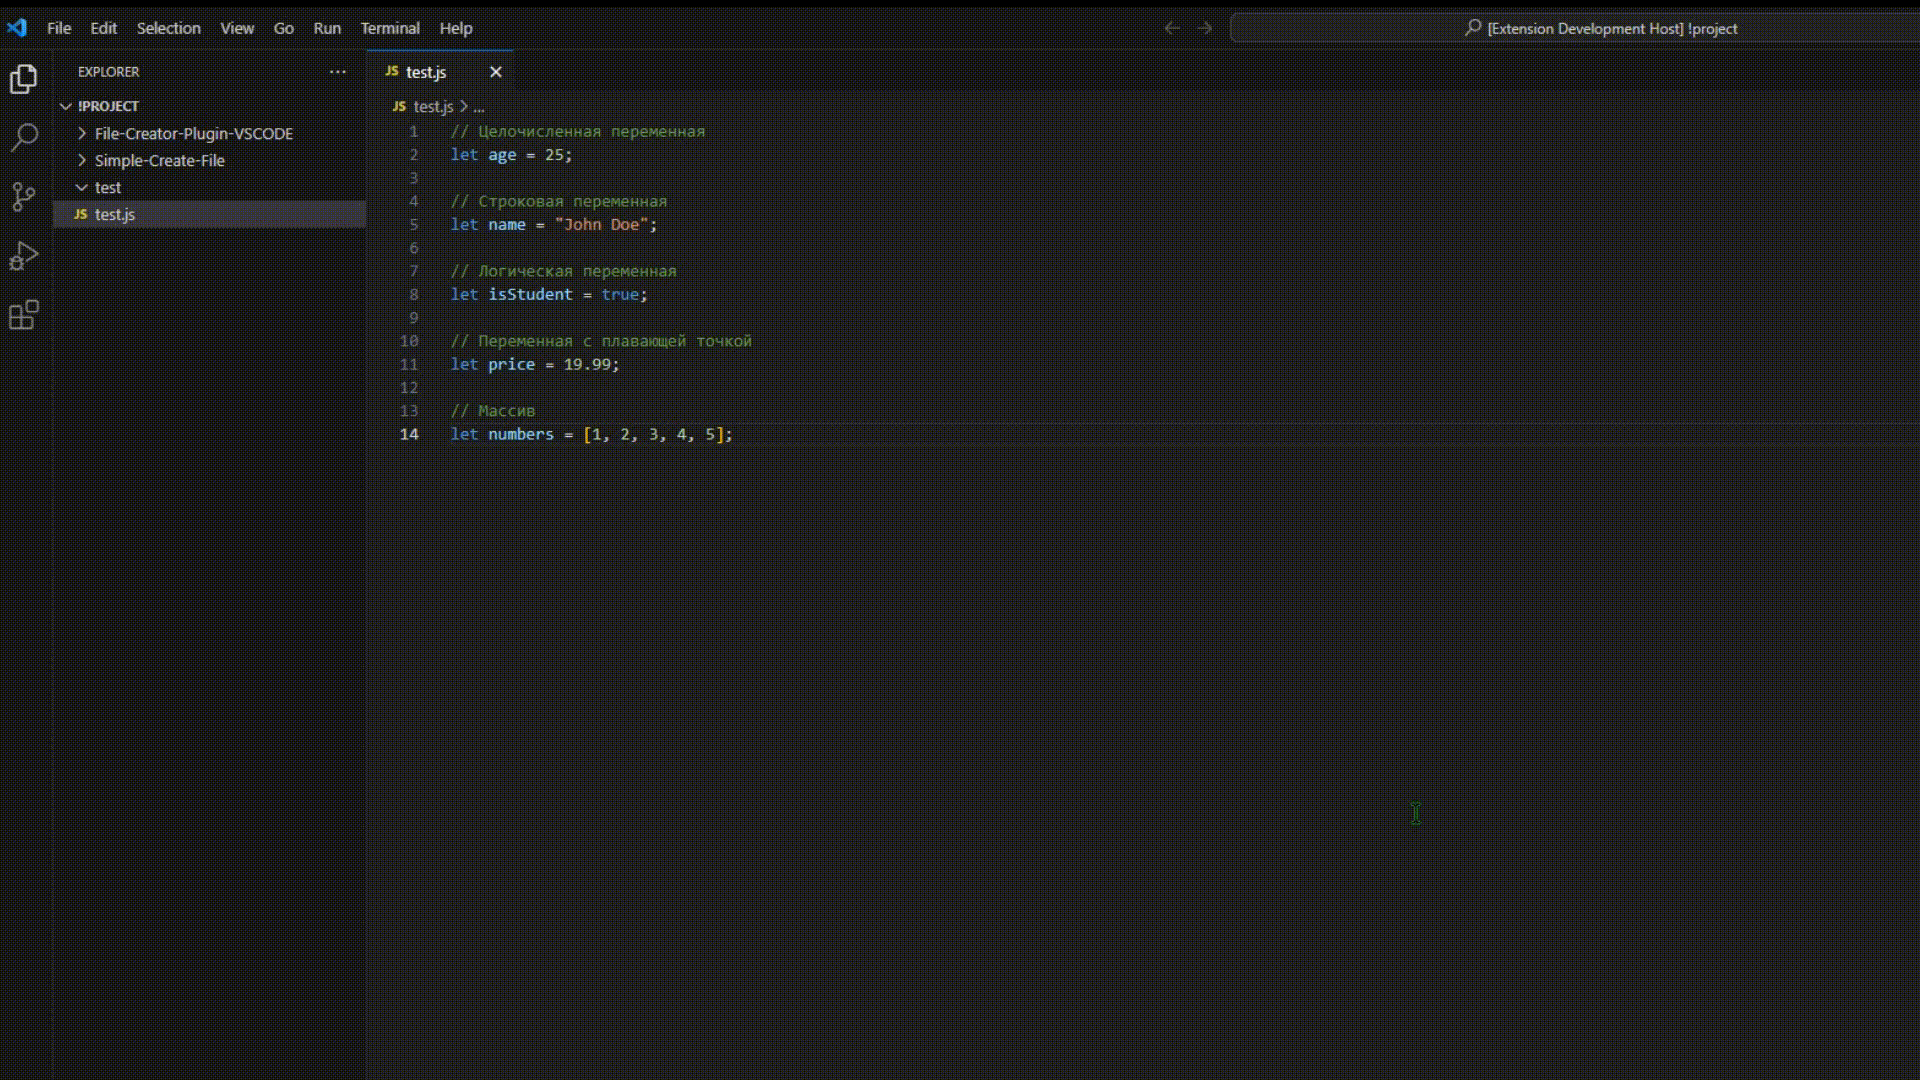 File Edit Selection View Go Run Terminal Help
[Extension Development Host] !project
EXPLORER
!PROJECT
File-Creator-Plugin-VSCODE
Simple-Create-File
test
JS test.js
JS test.js
JS test.js > ...
1 // Целочисленная переменная
2 let age = 25;
3
4 // Строковая переменная
5 let name = "John Doe";
6
7 // Логическая переменная
8 let isStudent = true;
9
10 // Переменная с плавающей точкой
11 let price = 19.99;
12
13 // Массив
14 let numbers = [1, 2, 3, 4, 5];